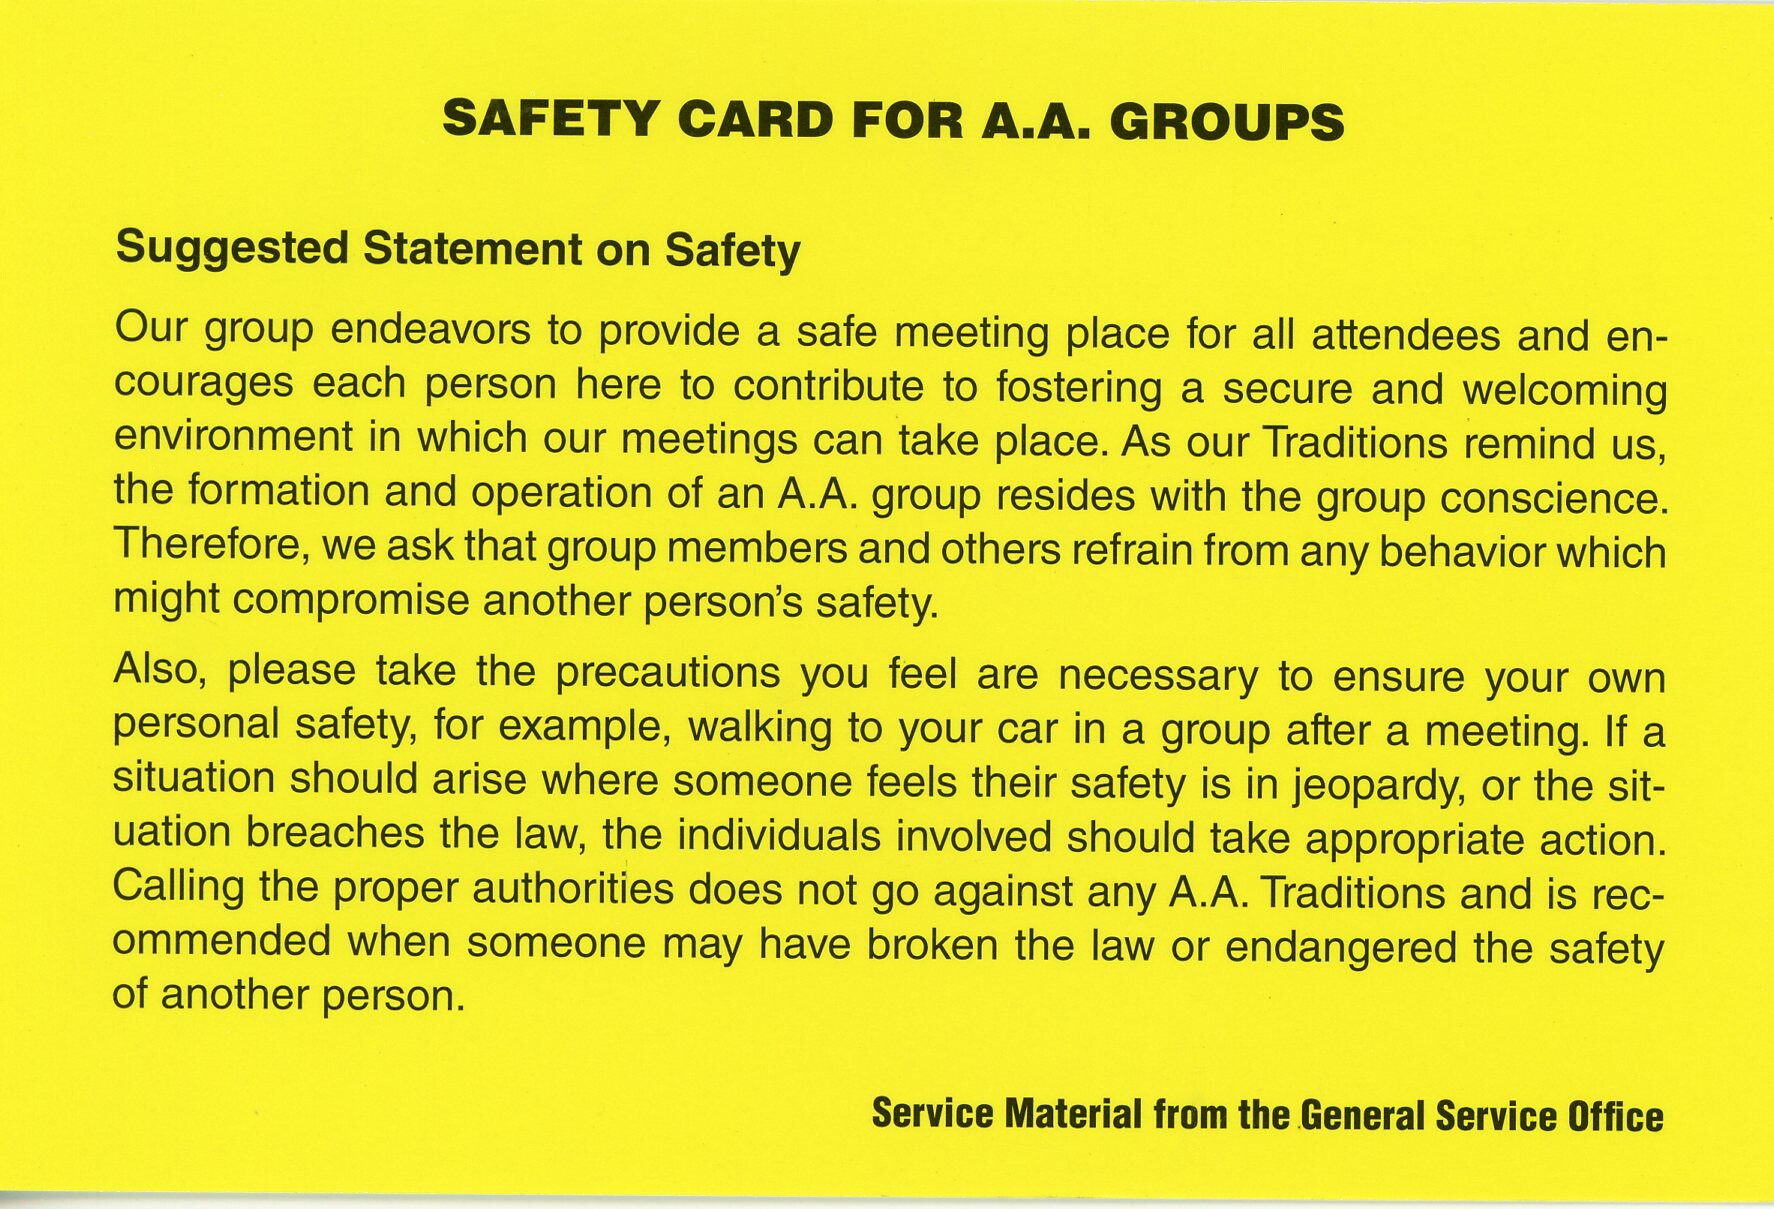 SAFETY CARD FOR A.A. GROUPS
Suggested Statement on Safety
Our group endeavors to provide a safe meeting place for all attendees and en-
courages each person here to contribute to fostering a secure and welcoming
environment in which our meetings can take place. As our Traditions remind us,
the formation and operation of an A.A. group resides with the group conscience.
Therefore, we ask that group members and others refrain from any behavior which
might compromise another person's safety.
Also, please take the precautions you feel are necessary to ensure your own
personal safety, for example, walking to your car in a group after a meeting. If a
situation should arise where someone feels their safety is in jeopardy, or the sit-
uation breaches the law, the individuals involved should take appropriate action.
Calling the proper authorities does not go against any A.A. Traditions and is rec-
ommended when someone may have broken the law or endangered the safety
of another person.
Service Material from the General Service Office